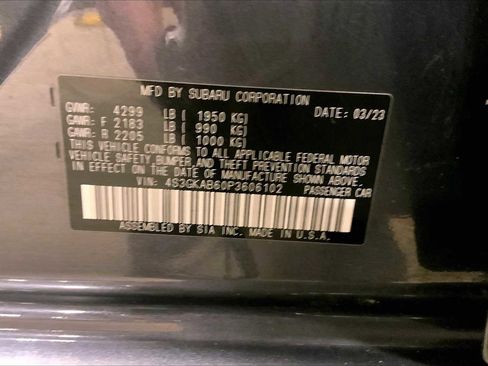 MFD BY SUBARU CORPORATION
GVWR: 4299 LB [ 1950 KG] DATE: 03/23
GAWR: F 2183 LB [ 990 KG]
GAWR: R 2205 LB [ 1000 KG]
THIS VEHICLE CONFORMS TO ALL APPLICABLE FEDERAL MOTOR
VEHICLE SAFETY, BUMPER, AND THEFT PREVENTION STANDARDS
IN EFFECT ON THE DATE OF MANUFACTURE SHOWN ABOVE.
VIN: 4S3GKAB60P3606102 PASSENGER CAR
ASSEMBLED BY SIA INC. MADE IN U.S.A.